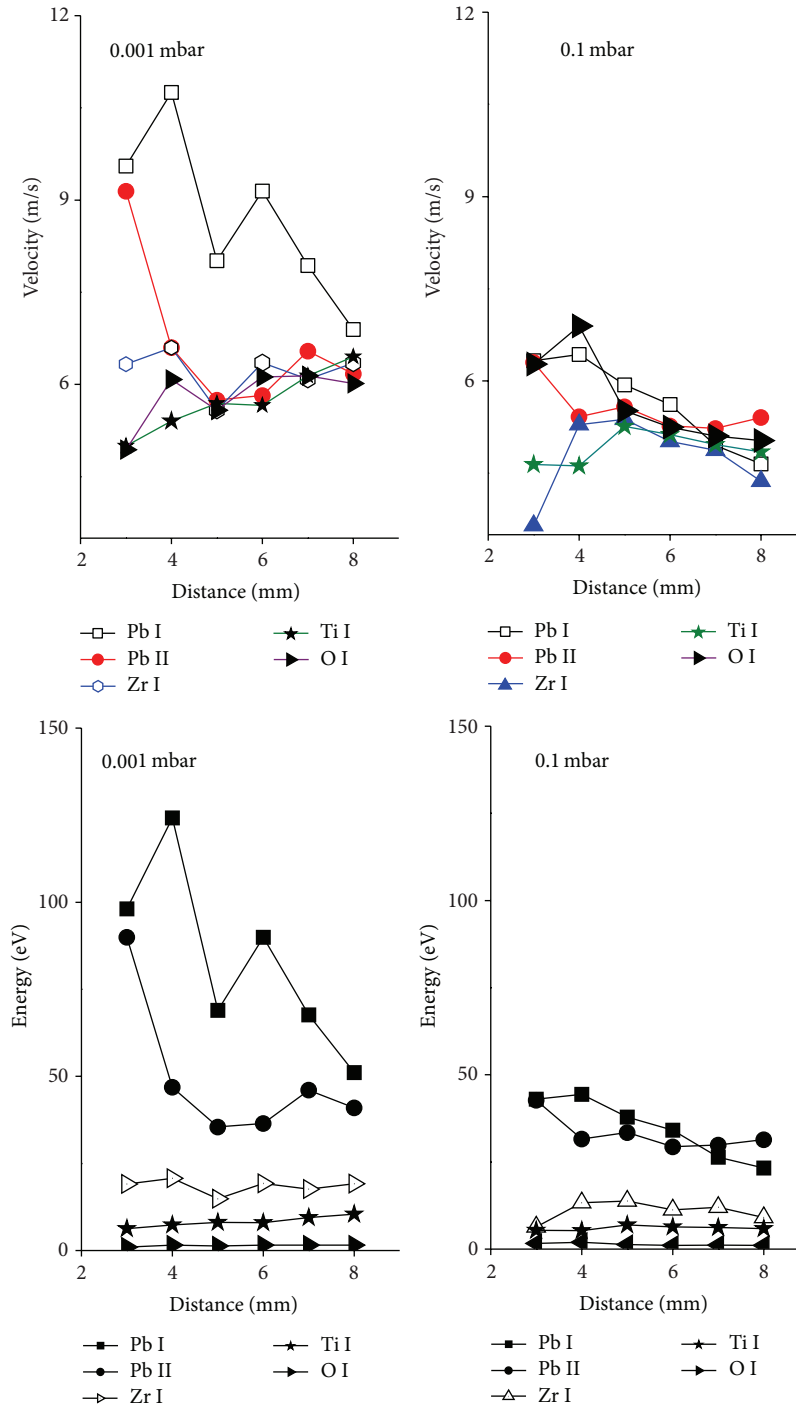 12
9
6
Velocity (m/s)
0.001 mbar
2 4 6 8
Distance (mm)
Pb I
Pb II
Zr I
Ti I
O I
12
9
6
Velocity (m/s)
0.1 mbar
2 4 6 8
Distance (mm)
Pb I
Pb II
Zr I
Ti I
O I
150
100
50
0
Energy (eV)
0.001 mbar
2 4 6 8
Distance (mm)
Pb I
Pb II
Zr I
Ti I
O I
150
100
50
0
Energy (eV)
0.1 mbar
2 4 6 8
Distance (mm)
Pb I
Pb II
Zr I
Ti I
O I